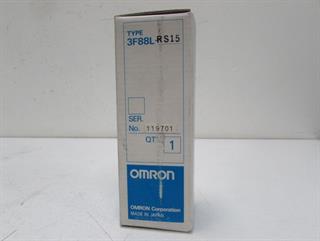 TYPE
3F88L-RS15
SER.
No. 119701
QT' 1
OMRON
OMRON Corporation
MADE IN JAPAN